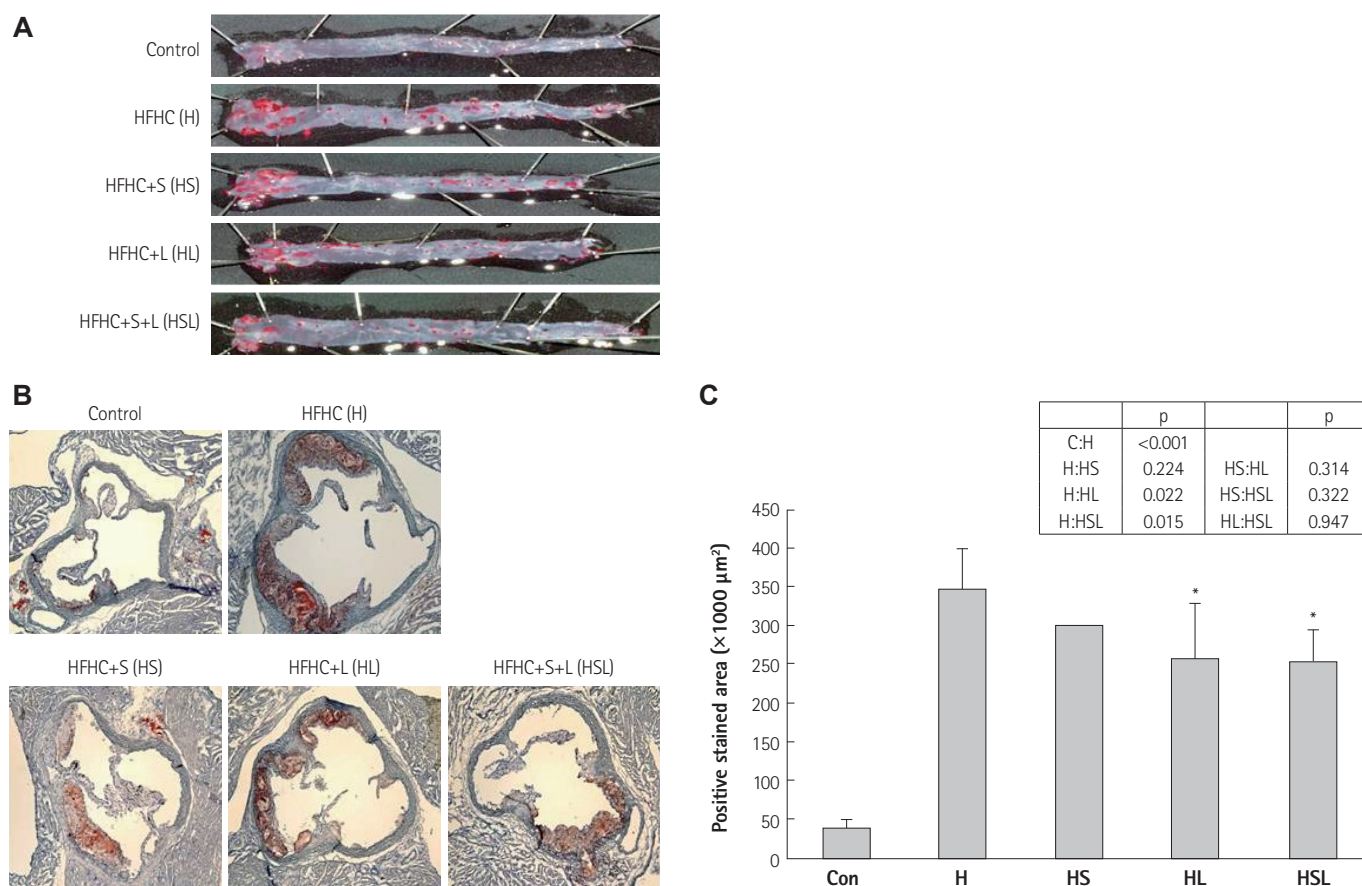 A
Control
HFHC (H)
HFHC+S (HS)
HFHC+L (HL)
HFHC+S+L (HSL)
B
Control
HFHC (H)
HFHC+S (HS)
HFHC+L (HL)
HFHC+S+L (HSL)
C
p p
C:H <0.001
H:HS 0.224 HS:HL 0.314
H:HL 0.022 HS:HSL 0.322
H:HSL 0.015 HL:HSL 0.947
Positive stained area (×1000 μm²)
450
400
350
300
250
200
150
100
50
0
* *
Con H HS HL HSL